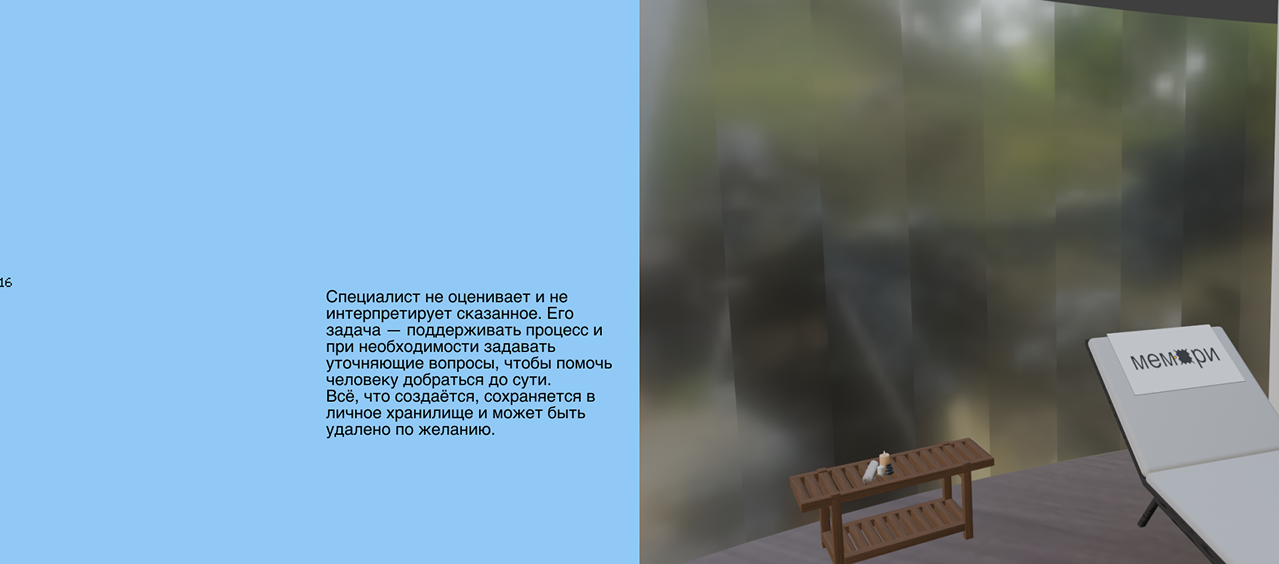 16
Специалист не оценивает и не
интерпретирует сказанное. Его
задача — поддерживать процесс и
при необходимости задавать
уточняющие вопросы, чтобы помочь
человеку добраться до сути.
Всё, что создаётся, сохраняется в
личное хранилище и может быть
удалено по желанию.
мемори